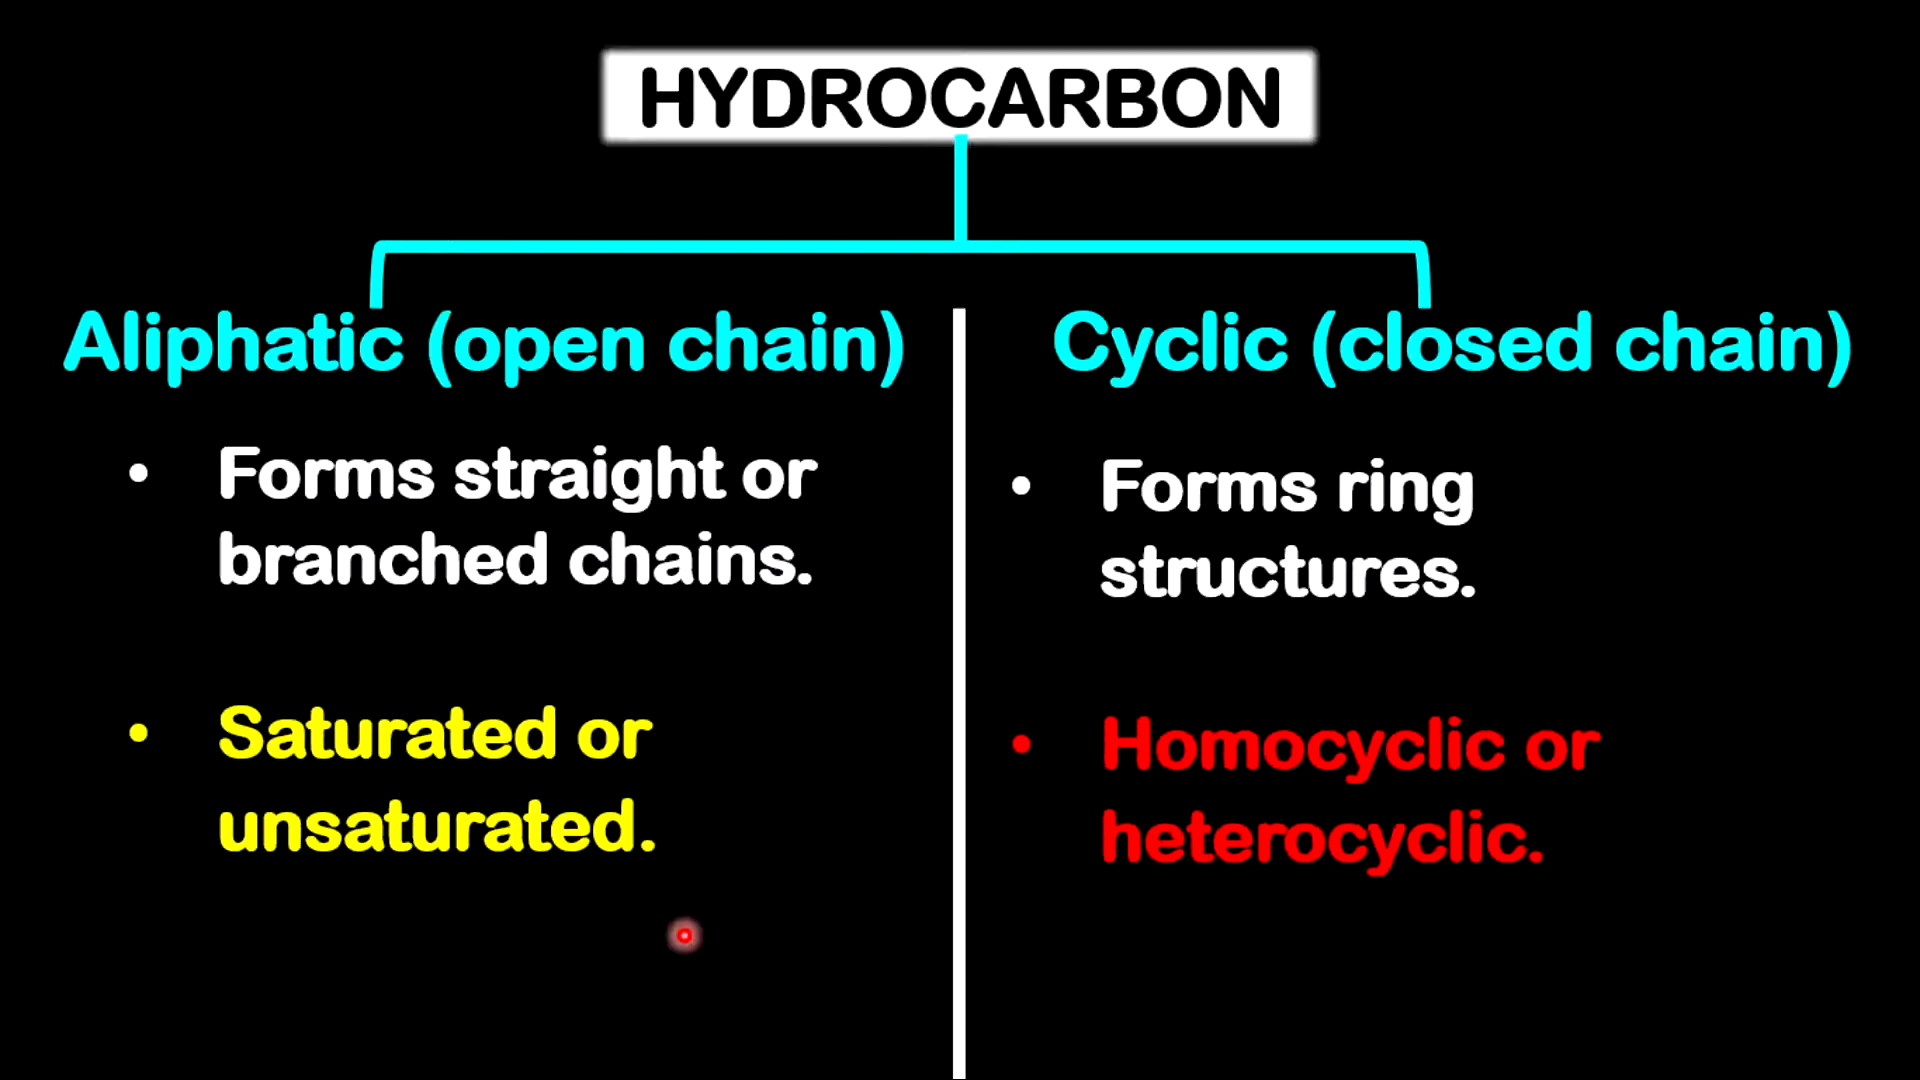 HYDROCARBON
Aliphatic (open chain)
• Forms straight or
branched chains.
• Saturated or
unsaturated.
Cyclic (closed chain)
• Forms ring
structures.
• Homocyclic or
heterocyclic.